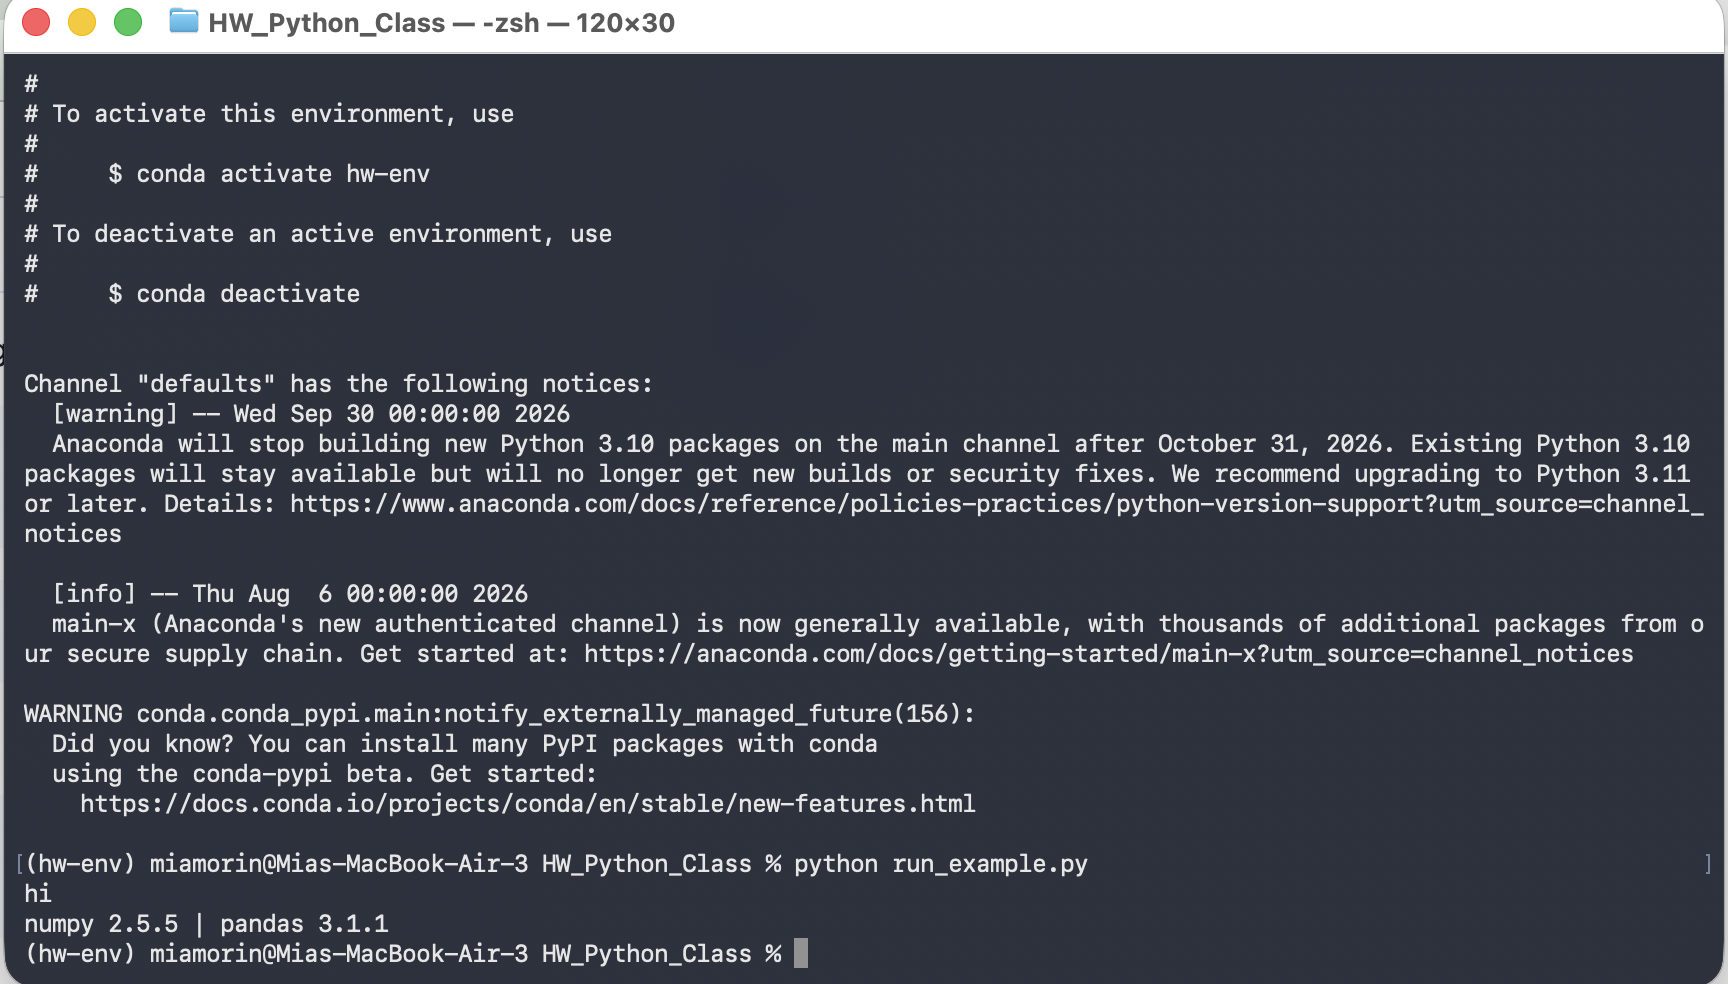 HW_Python_Class — -zsh — 120×30
#
# To activate this environment, use
#
#     $ conda activate hw-env
#
# To deactivate an active environment, use
#
#     $ conda deactivate
Channel "defaults" has the following notices:
  [warning] -- Wed Sep 30 00:00:00 2026
  Anaconda will stop building new Python 3.10 packages on the main channel after October 31, 2026. Existing Python 3.10
packages will stay available but will no longer get new builds or security fixes. We recommend upgrading to Python 3.11
or later. Details: https://www.anaconda.com/docs/reference/policies-practices/python-version-support?utm_source=channel_
notices
  [info] -- Thu Aug  6 00:00:00 2026
  main-x (Anaconda's new authenticated channel) is now generally available, with thousands of additional packages from o
ur secure supply chain. Get started at: https://anaconda.com/docs/getting-started/main-x?utm_source=channel_notices
WARNING conda.conda_pypi.main:notify_externally_managed_future(156):
  Did you know? You can install many PyPI packages with conda
  using the conda-pypi beta. Get started:
    https://docs.conda.io/projects/conda/en/stable/new-features.html
[(hw-env) miamorin@Mias-MacBook-Air-3 HW_Python_Class % python run_example.py ]
hi
numpy 2.5.5 | pandas 3.1.1
(hw-env) miamorin@Mias-MacBook-Air-3 HW_Python_Class %